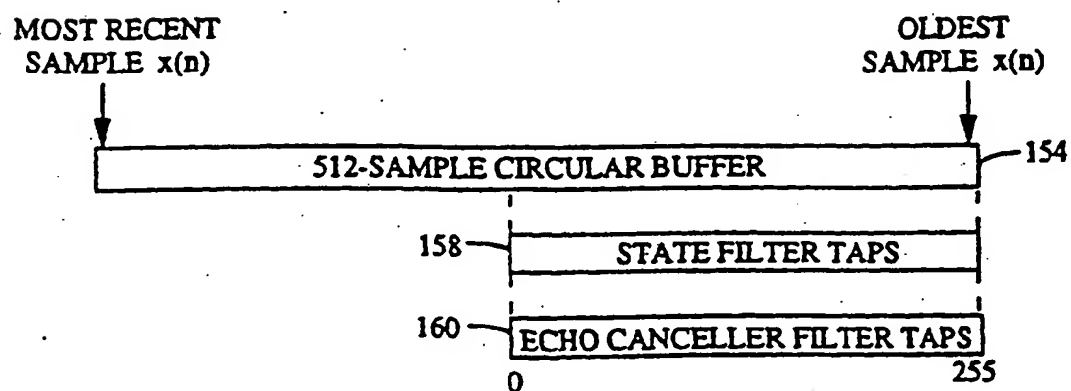 MOST RECENT
SAMPLE x(n)
OLDEST
SAMPLE x(n)
512-SAMPLE CIRCULAR BUFFER
154
158
STATE FILTER TAPS
160
ECHO CANCELLER FILTER TAPS
0
255